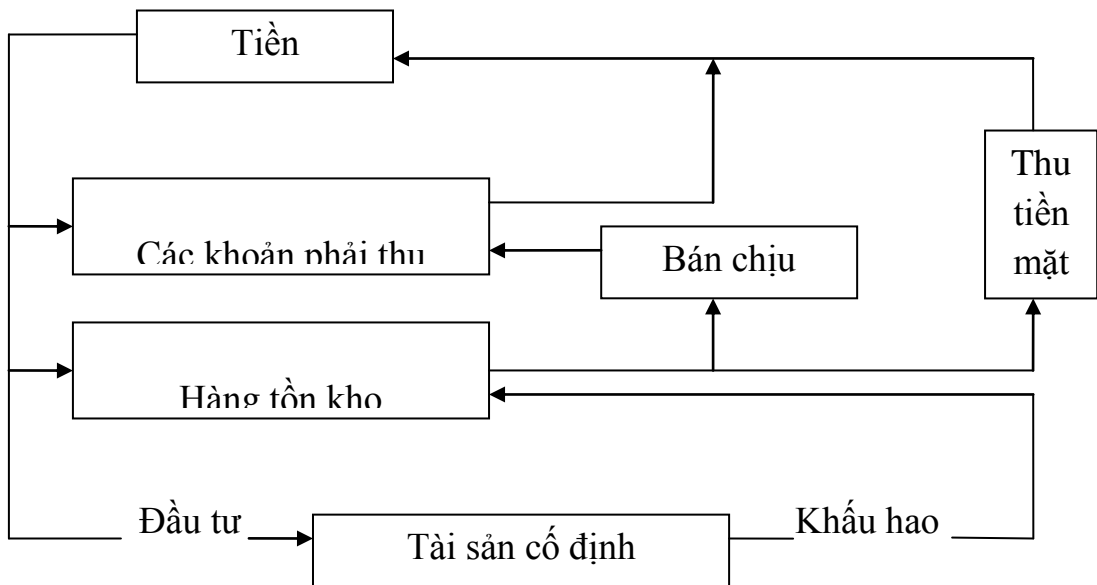 Tiền
Thu
tiền
mặt
Các khoản phải thu
Bán chịu
Hàng tồn kho
Đầu tư
Khấu hao
Tài sản cố định